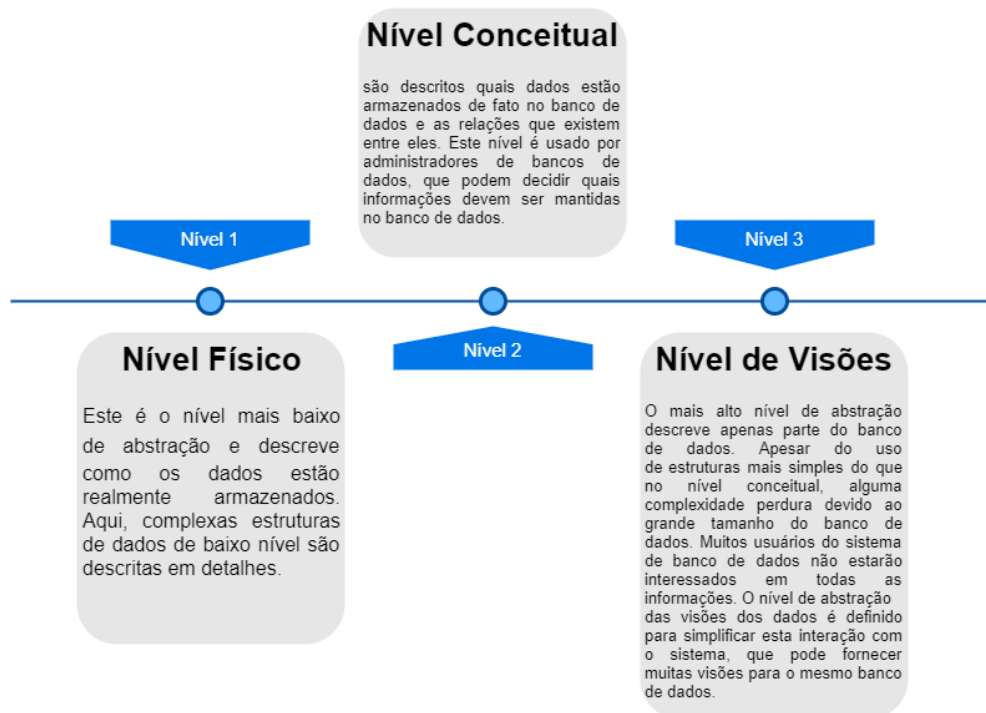 Nível Conceitual
são descritos quais dados estão
armazenados de fato no banco de
dados e as relações que existem
entre eles. Este nível é usado por
administradores de bancos de
dados, que podem decidir quais
informações devem ser mantidas
no banco de dados.
Nível 1
Nível 3
Nível 2
Nível Físico
Este é o nível mais baixo
de abstração e descreve
como os dados estão
realmente armazenados.
Aqui, complexas estruturas
de dados de baixo nível são
descritas em detalhes.
Nível de Visões
O mais alto nível de abstração
descreve apenas parte do banco
de dados. Apesar do uso
de estruturas mais simples do que
no nível conceitual, alguma
complexidade perdura devido ao
grande tamanho do banco de
dados. Muitos usuários do sistema
de banco de dados não estarão
interessados em todas as
informações. O nível de abstração
das visões dos dados é definido
para simplificar esta interação com
o sistema, que pode fornecer
muitas visões para o mesmo banco
de dados.